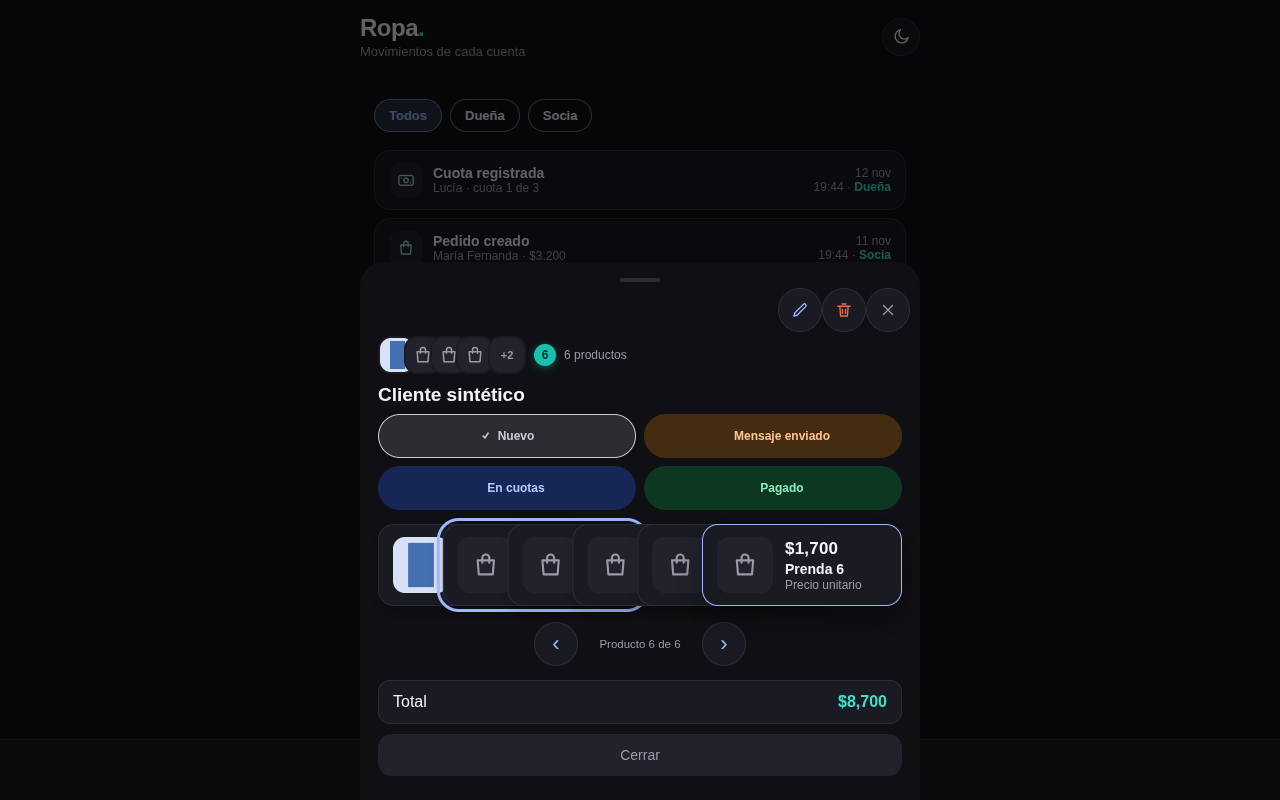 Ropa.
Movimientos de cada cuenta
Todos
Dueña
Socia
Cuota registrada
12 nov
Lucía · cuota 1 de 3
19:44 · Dueña
Pedido creado
11 nov
María Fernanda · $3.200
19:44 · Socia
+2
6
6 productos
Cliente sintético
Nuevo
Mensaje enviado
En cuotas
Pagado
$1,700
Prenda 6
Precio unitario
‹
Producto 6 de 6
›
Total
$8,700
Cerrar